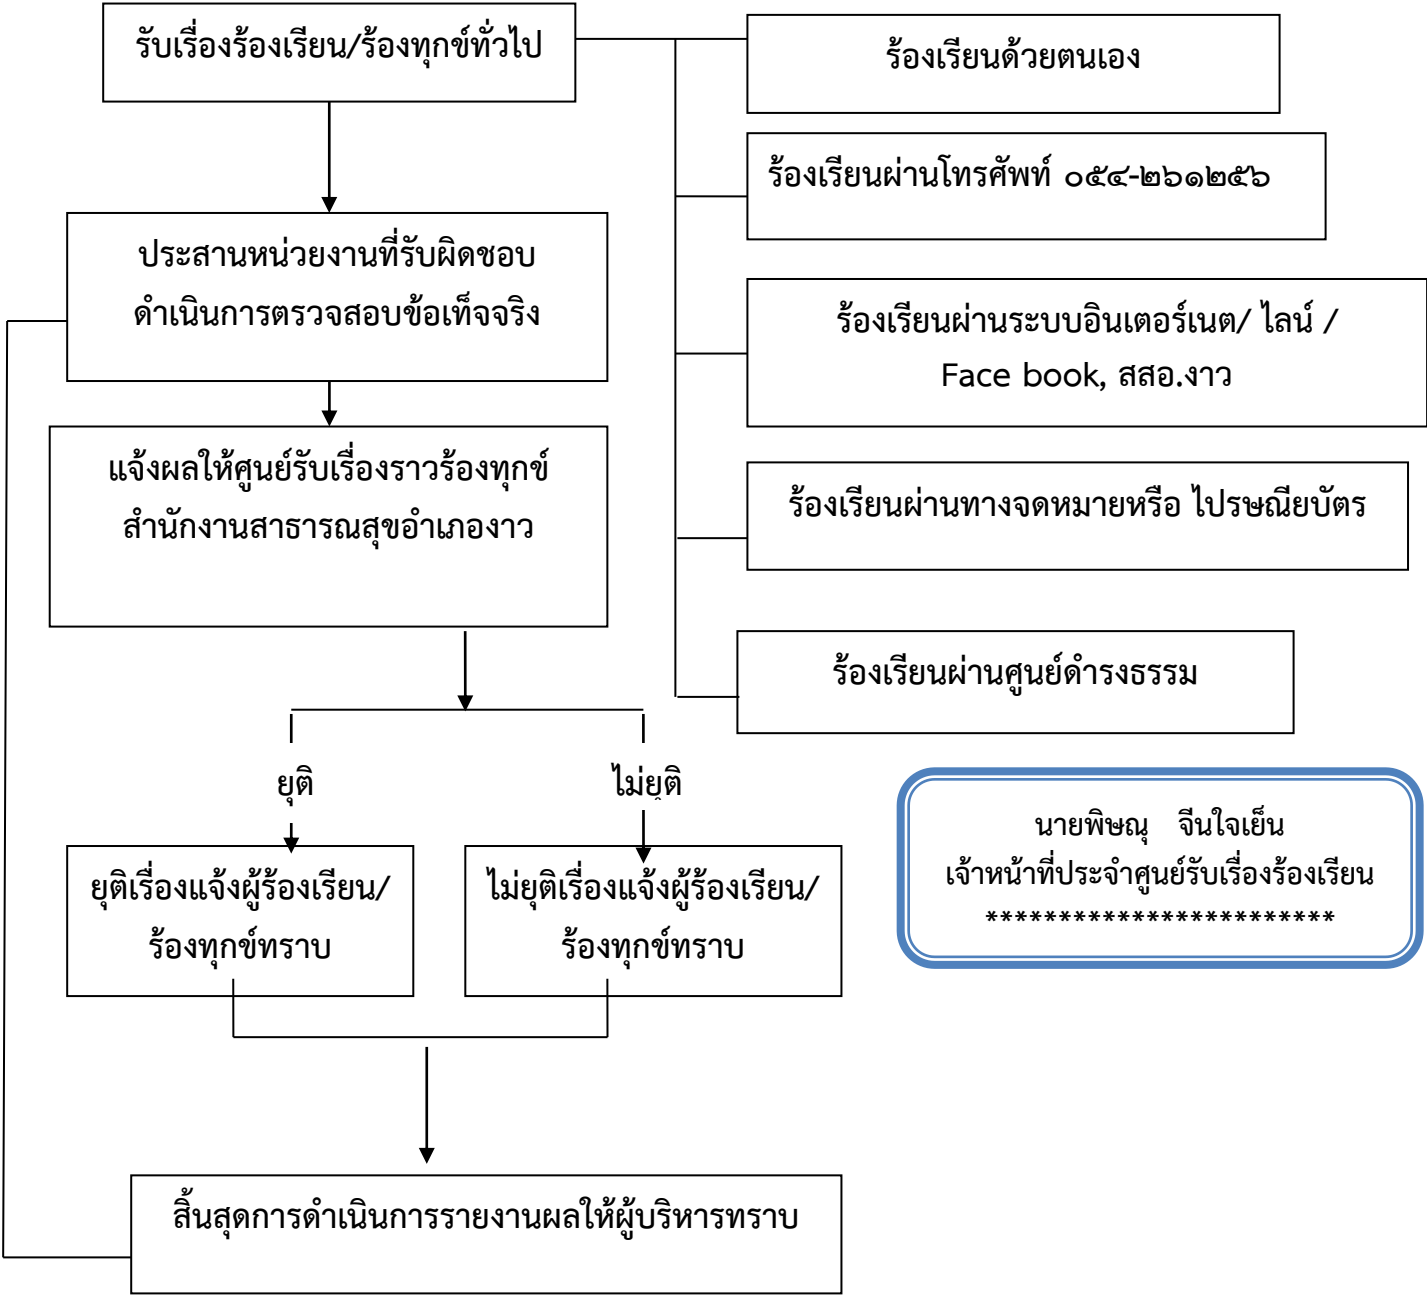 รับเรื่องร้องเรียน/ร้องทุกข์ทั่วไป
ร้องเรียนด้วยตนเอง
ร้องเรียนผ่านโทรศัพท์ ๐๕๔-๒๖๑๒๕๖
ประสานหน่วยงานที่รับผิดชอบ
ดำเนินการตรวจสอบข้อเท็จจริง
ร้องเรียนผ่านระบบอินเตอร์เนต/ ไลน์ /
Face book, สสอ.งาว
แจ้งผลให้ศูนย์รับเรื่องราวร้องทุกข์
สำนักงานสาธารณสุขอำเภองาว
ร้องเรียนผ่านทางจดหมายหรือ ไปรษณียบัตร
ร้องเรียนผ่านศูนย์ดำรงธรรม
ยุติ
ไม่ยุติ
ยุติเรื่องแจ้งผู้ร้องเรียน/
ร้องทุกข์ทราบ
ไม่ยุติเรื่องแจ้งผู้ร้องเรียน/
ร้องทุกข์ทราบ
นายพิษณุ จีนใจเย็น
เจ้าหน้าที่ประจำศูนย์รับเรื่องร้องเรียน
************************
สิ้นสุดการดำเนินการรายงานผลให้ผู้บริหารทราบ